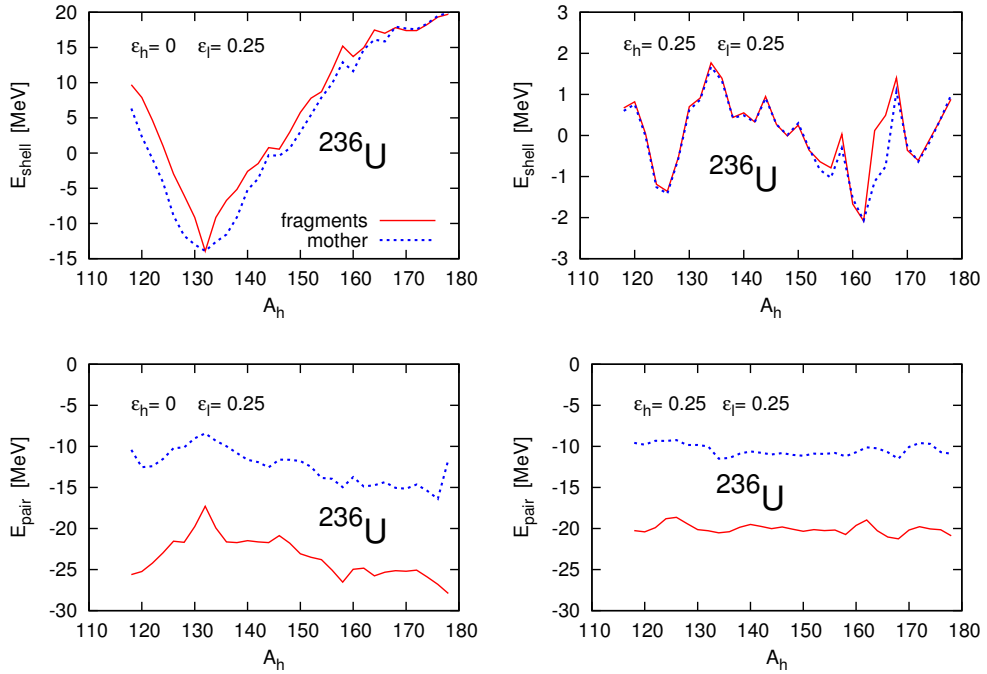 20
15
10
5
0
-5
-10
-15
E_shell [MeV]
ε_h= 0 ε_l= 0.25
²³⁶U
fragments
mother
110 120 130 140 150 160 170 180
A_h
3
2
1
0
-1
-2
-3
E_shell [MeV]
ε_h= 0.25 ε_l= 0.25
²³⁶U
110 120 130 140 150 160 170 180
A_h
0
-5
-10
-15
-20
-25
-30
E_pair [MeV]
ε_h= 0 ε_l= 0.25
²³⁶U
110 120 130 140 150 160 170 180
A_h
0
-5
-10
-15
-20
-25
-30
E_pair [MeV]
ε_h= 0.25 ε_l= 0.25
²³⁶U
110 120 130 140 150 160 170 180
A_h